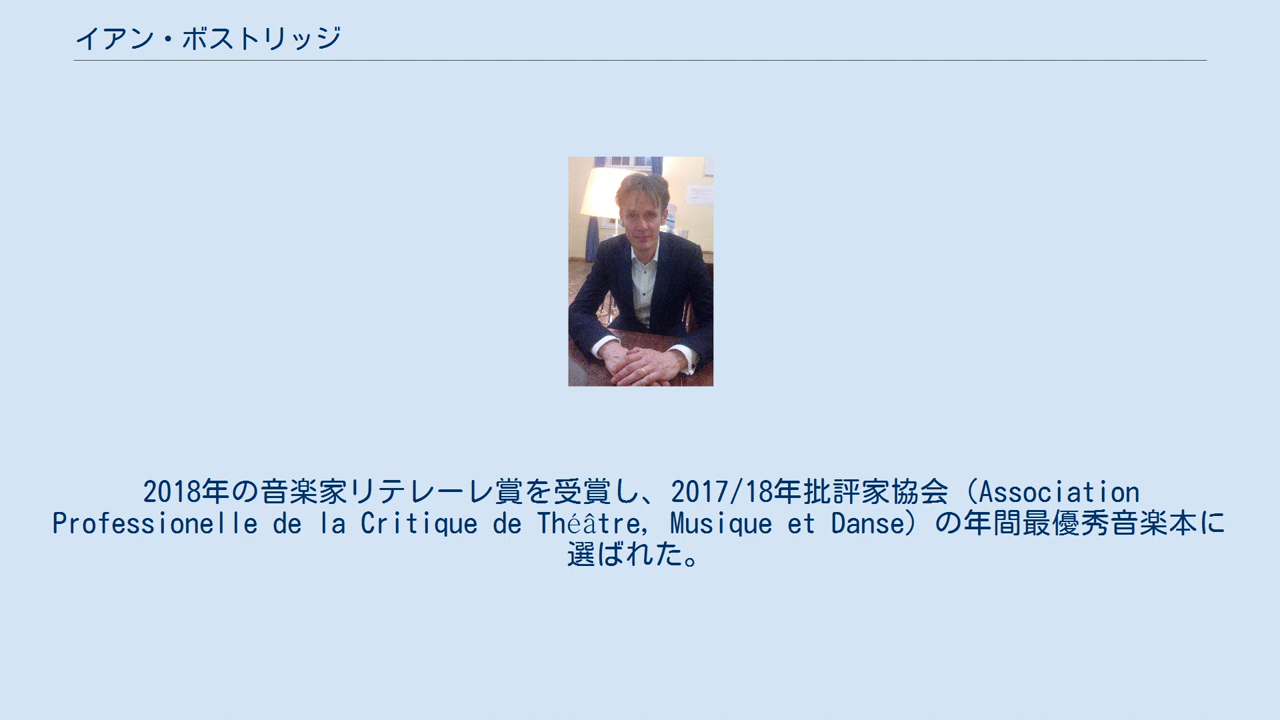 イアン・ボストリッジ
2018年の音楽家リテレーレ賞を受賞し、2017/18年批評家協会（Association
Professionelle de la Critique de Théâtre, Musique et Danse）の年間最優秀音楽本に
選ばれた。